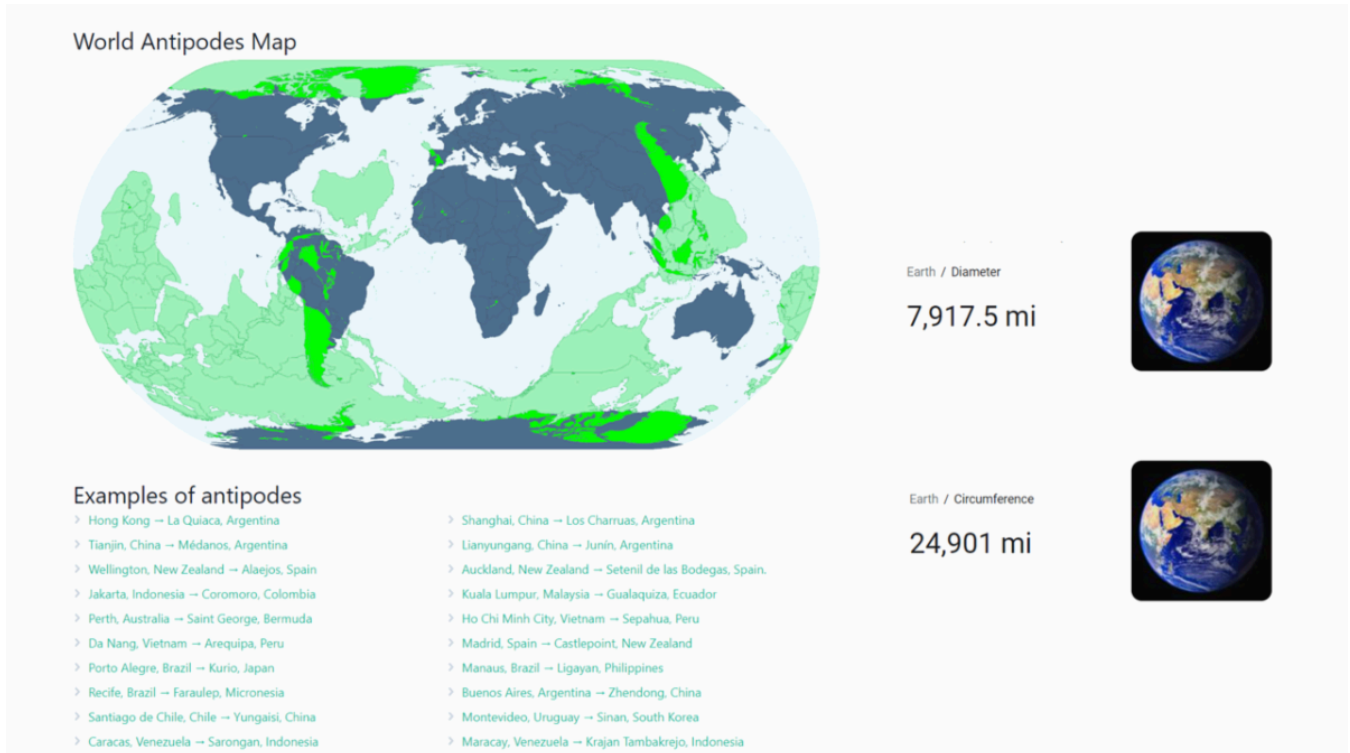 World Antipodes Map
Earth / Diameter
7,917.5 mi
Earth / Circumference
24,901 mi
Examples of antipodes
Hong Kong → La Quiaca, Argentina
Tianjin, China → Médanos, Argentina
Wellington, New Zealand → Alaejos, Spain
Jakarta, Indonesia → Coromoro, Colombia
Perth, Australia → Saint George, Bermuda
Da Nang, Vietnam → Arequipa, Peru
Porto Alegre, Brazil → Kurio, Japan
Recife, Brazil → Faraulep, Micronesia
Santiago de Chile, Chile → Yungaisi, China
Caracas, Venezuela → Sarongan, Indonesia
Shanghai, China → Los Charruas, Argentina
Lianyungang, China → Junín, Argentina
Auckland, New Zealand → Setenil de las Bodegas, Spain.
Kuala Lumpur, Malaysia → Gualaquiza, Ecuador
Ho Chi Minh City, Vietnam → Sepahua, Peru
Madrid, Spain → Castlepoint, New Zealand
Manaus, Brazil → Ligayan, Philippines
Buenos Aires, Argentina → Zhendong, China
Montevideo, Uruguay → Sinan, South Korea
Maracay, Venezuela → Krajan Tambakrejo, Indonesia